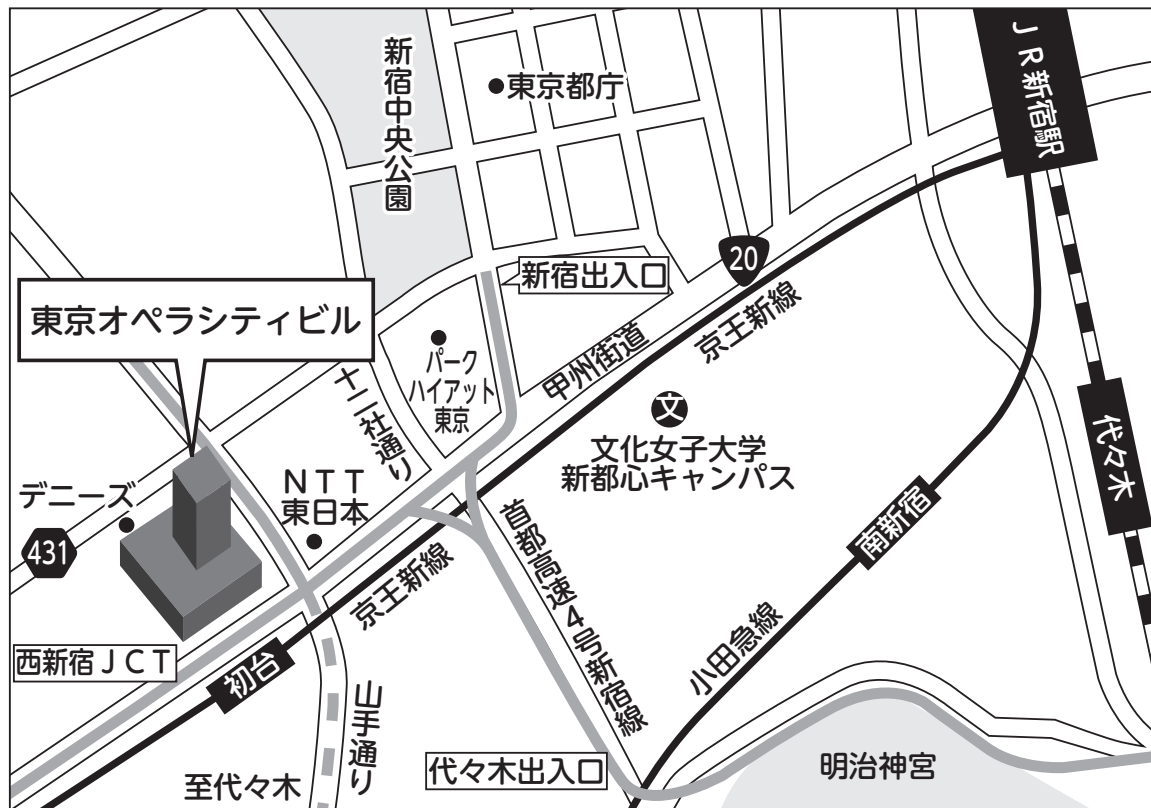 新宿中央公園
東京都庁
JR新宿駅
20
新宿出入口
東京オペラシティビル
パーク
ハイアット
東京
甲州街道
京王新線
十二社通り
文
文化女子大学
新都心キャンパス
代々木
デニーズ
NTT
東日本
431
南新宿
京王新線
首都高速4号新宿線
小田急線
西新宿JCT
初台
山手通り
代々木出入口
明治神宮
至代々木